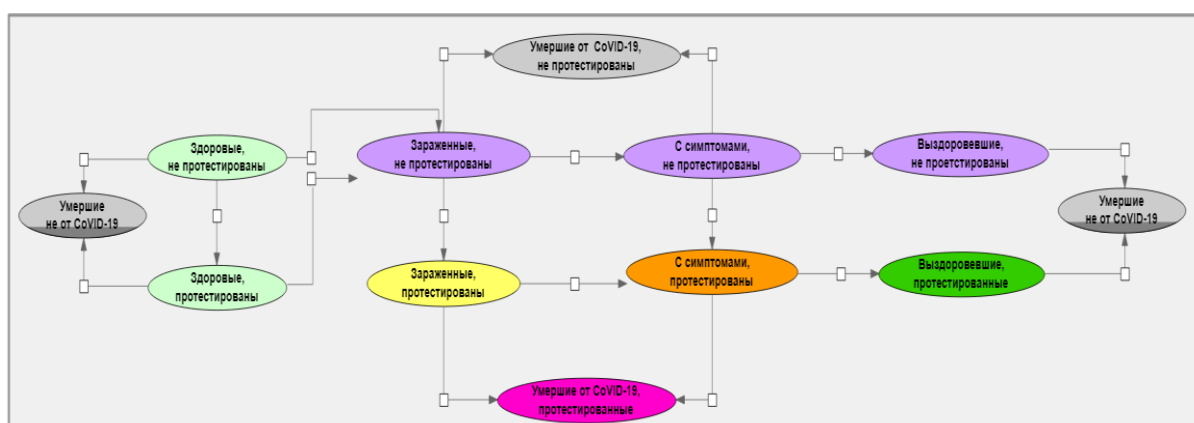 Умершие от CoVID-19,
не протестированы
Здоровые,
не протестированы
Зараженные,
не протестированы
С симптомами,
не протестированы
Выздоровевшие,
не проетстированы
Умершие
не от CoVID-19
Умершие
не от CoVID-19
Здоровые,
протестированы
Зараженные,
протестированы
С симптомами,
протестированы
Выздоровевшие,
протестированные
Умершие от CoVID-19,
протестированные